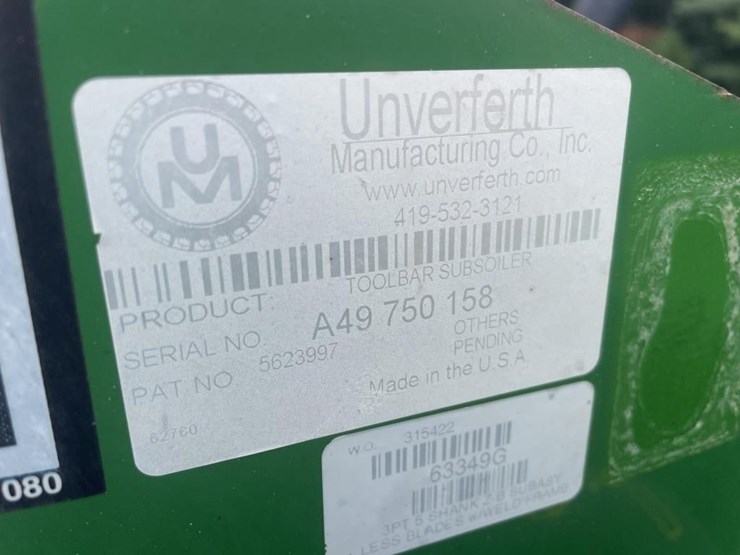 UM
Unverferth
Manufacturing Co., Inc.
www.unverferth.com
419-532-3121
PRODUCT: TOOLBAR SUBSOILER
SERIAL NO. A49 750 158
PAT NO 5623997 OTHERS
PENDING
Made in the U.S.A
62760
080
W.O. 315422
63349G
3PT 5 SHANK
LESS BLADES W/WELD